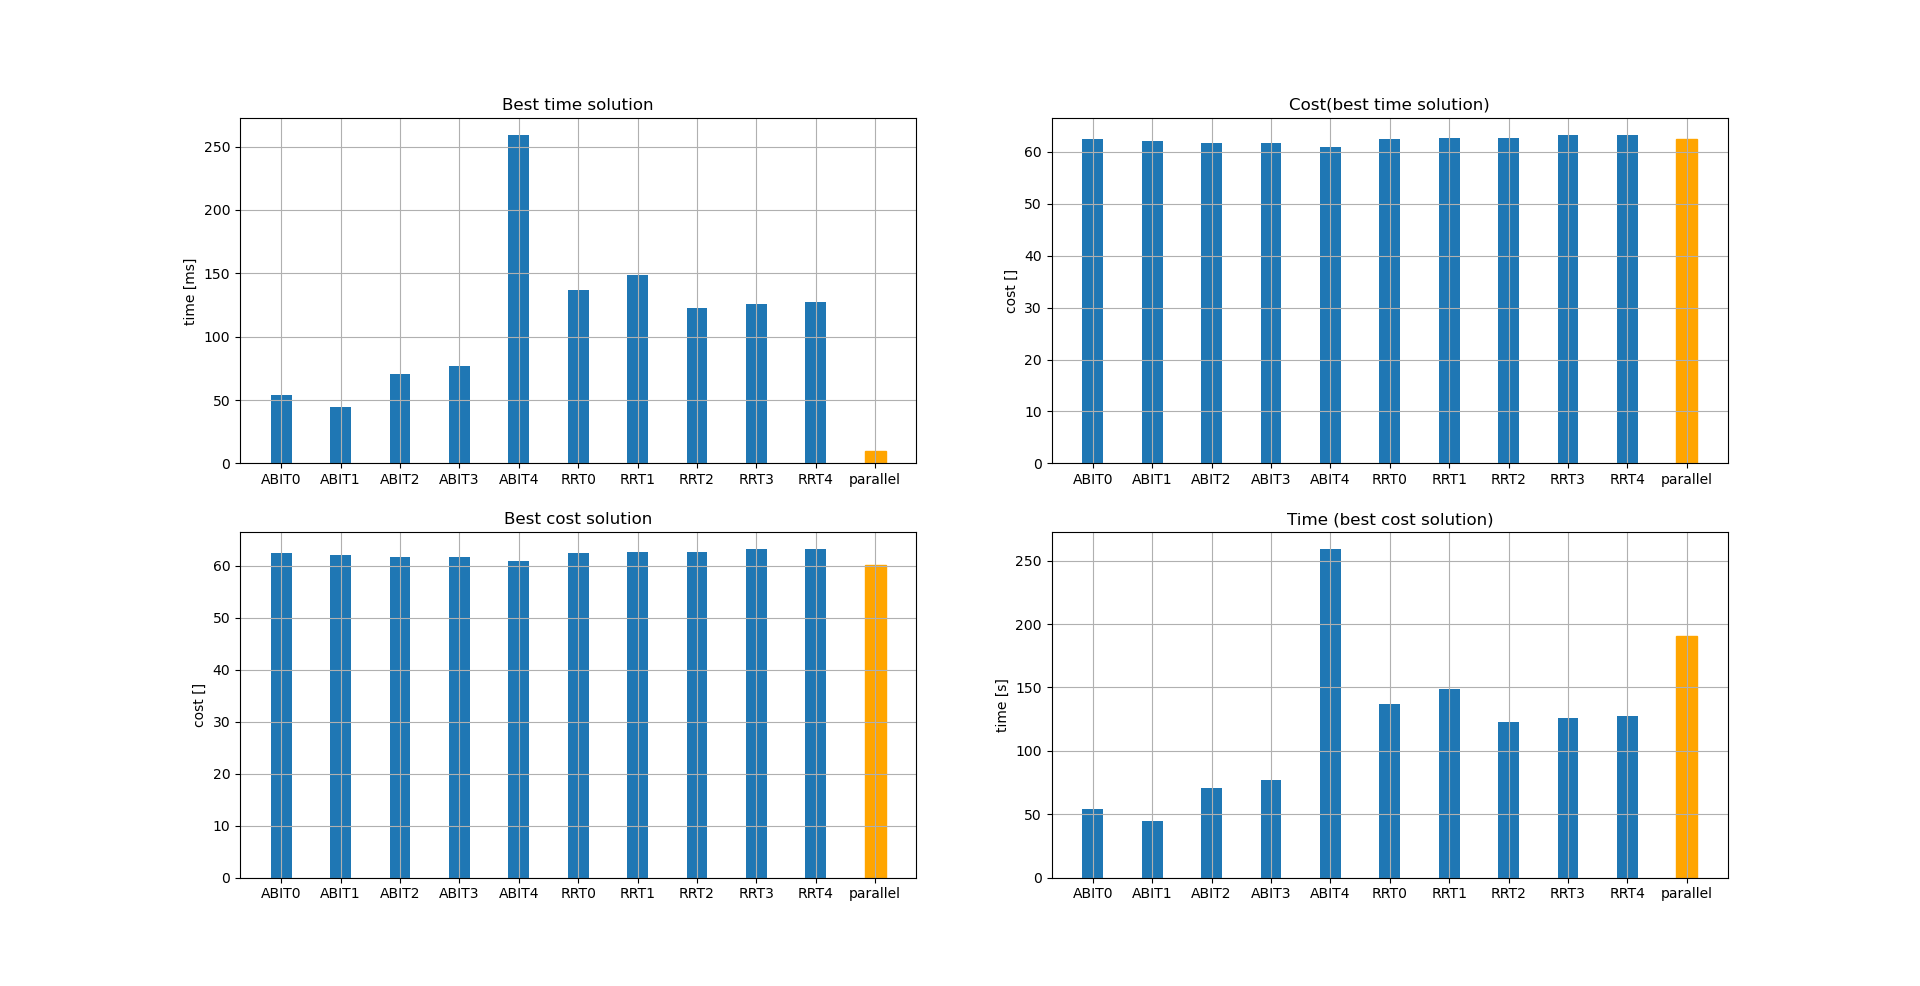 Best time solution
time [ms]
250
200
150
100
50
0
ABIT0 ABIT1 ABIT2 ABIT3 ABIT4 RRT0 RRT1 RRT2 RRT3 RRT4 parallel
Cost(best time solution)
cost []
60
50
40
30
20
10
0
ABIT0 ABIT1 ABIT2 ABIT3 ABIT4 RRT0 RRT1 RRT2 RRT3 RRT4 parallel
Best cost solution
cost []
60
50
40
30
20
10
0
ABIT0 ABIT1 ABIT2 ABIT3 ABIT4 RRT0 RRT1 RRT2 RRT3 RRT4 parallel
Time (best cost solution)
time [s]
250
200
150
100
50
0
ABIT0 ABIT1 ABIT2 ABIT3 ABIT4 RRT0 RRT1 RRT2 RRT3 RRT4 parallel